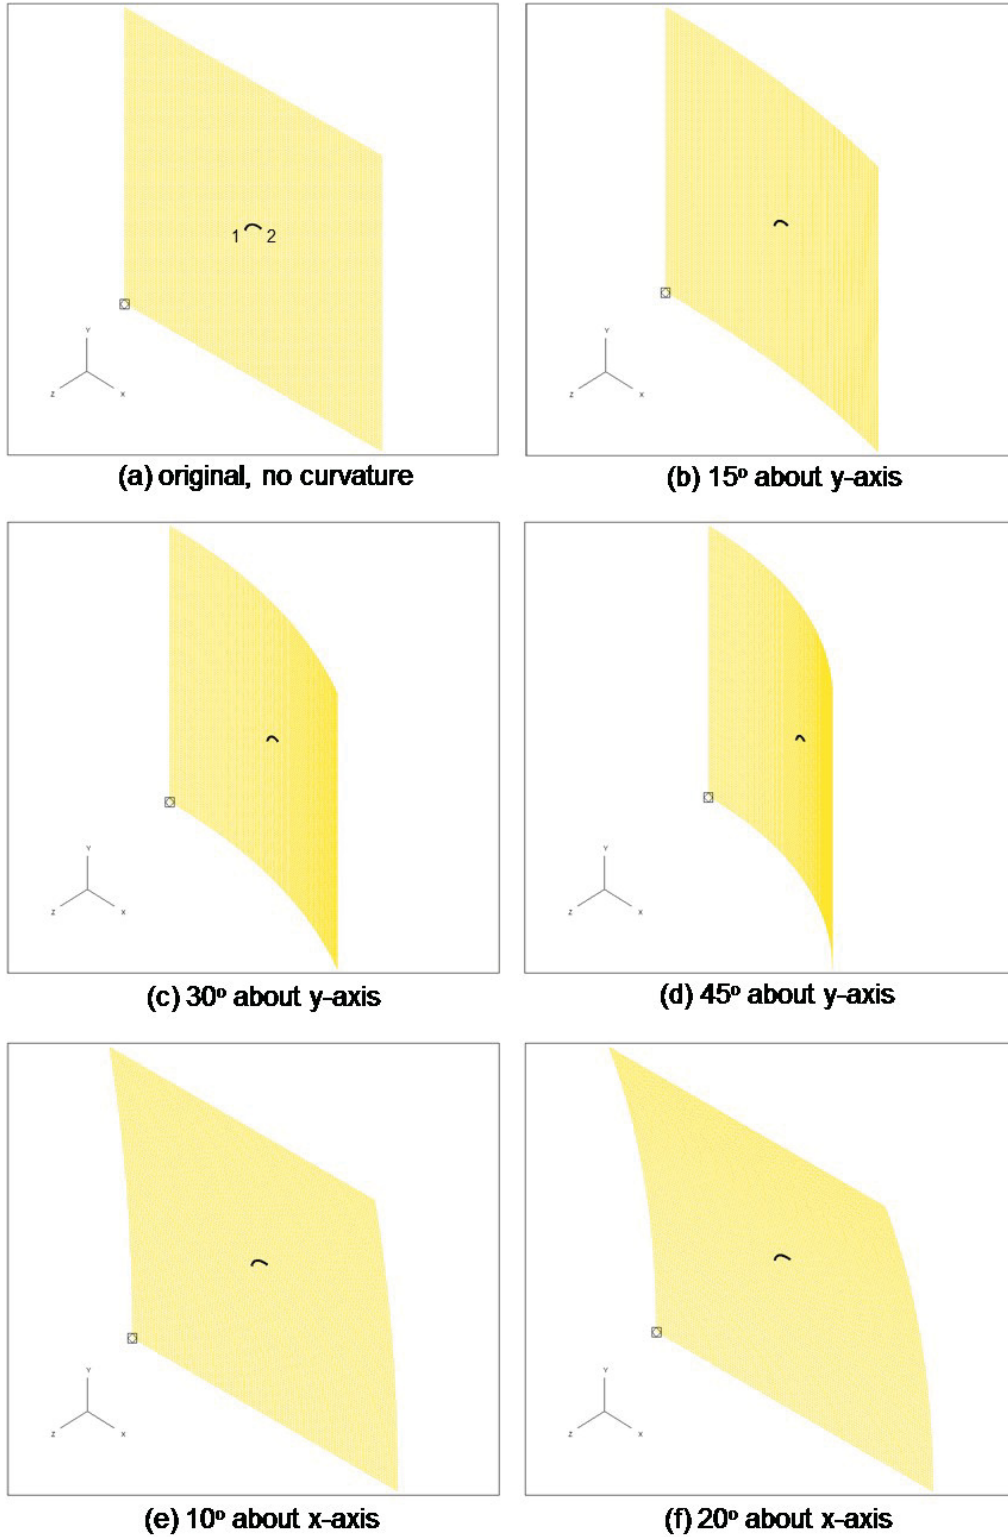 1 2
Y
Z X
(a) original, no curvature
Y
Z X
(b) 15º about y-axis
Y
Z X
(c) 30º about y-axis
Y
Z X
(d) 45º about y-axis
Y
Z X
(e) 10º about x-axis
Y
Z X
(f) 20º about x-axis